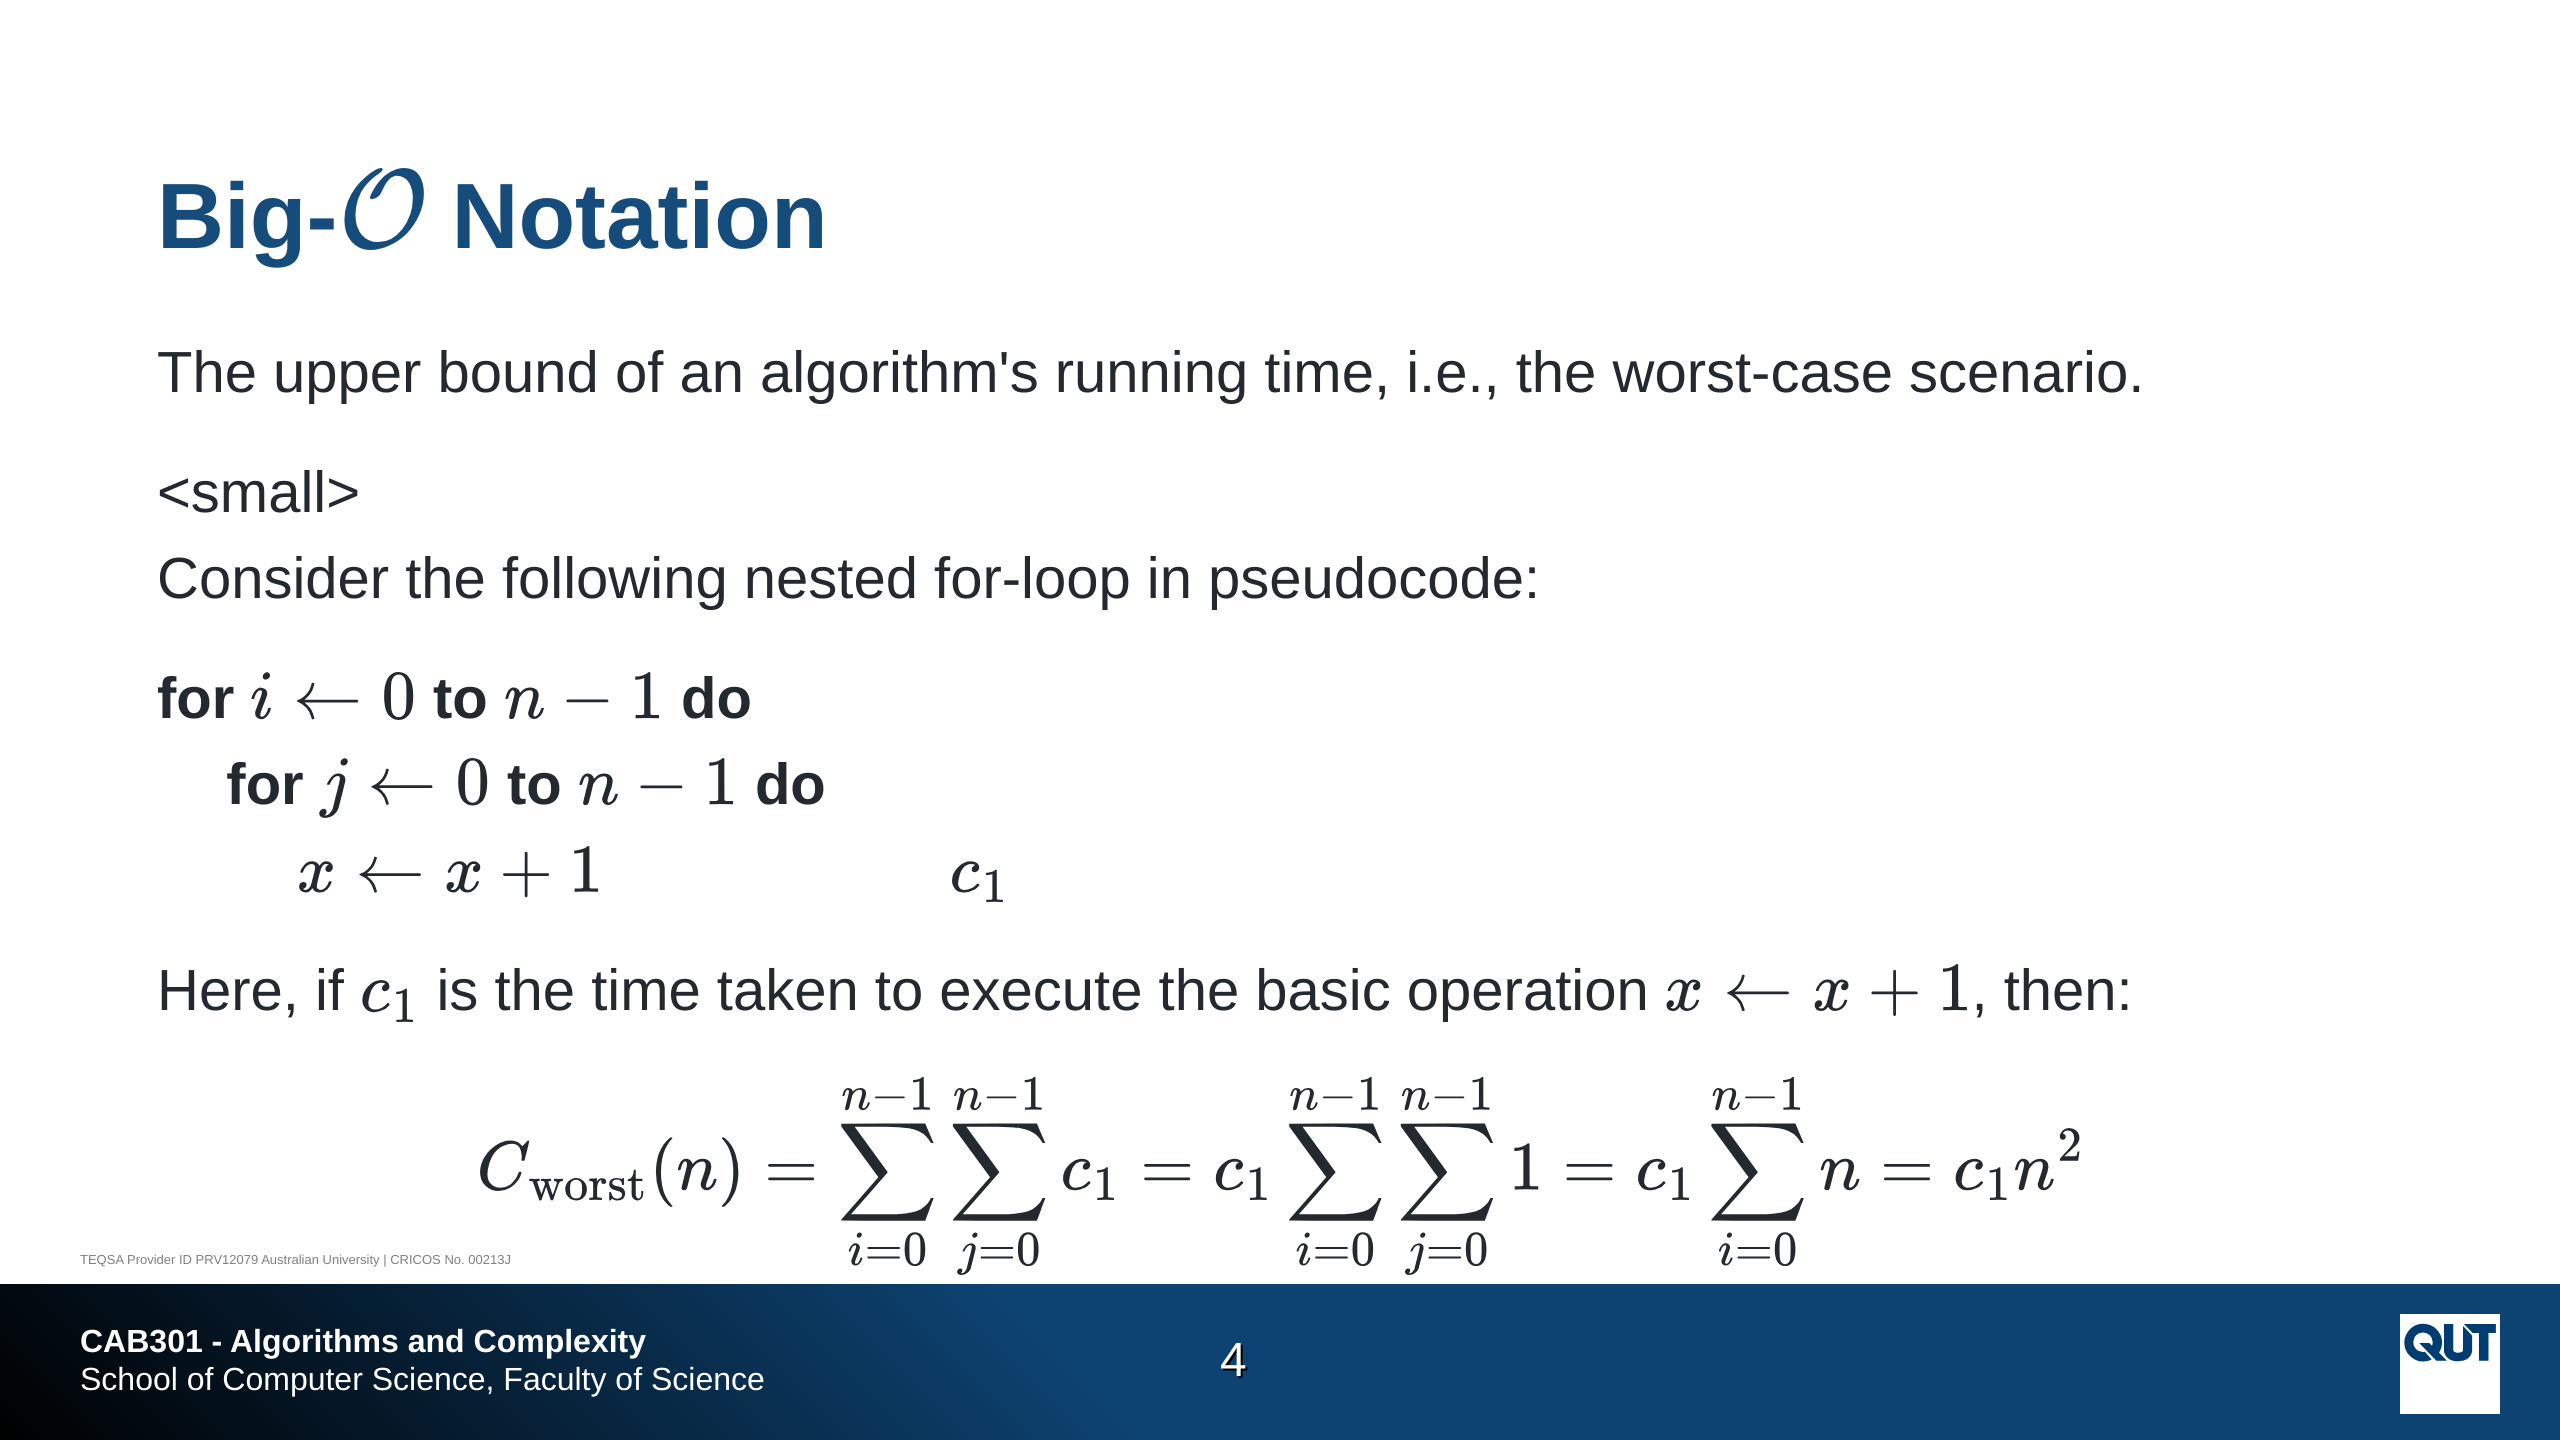 Big-𝒪 Notation
The upper bound of an algorithm's running time, i.e., the worst-case scenario.
<small>
Consider the following nested for-loop in pseudocode:
for i ← 0 to n − 1 do
for j ← 0 to n − 1 do
x ← x + 1 c₁
Here, if c₁ is the time taken to execute the basic operation x ← x + 1, then:
C_worst(n) = ∑_{i=0}^{n−1} ∑_{j=0}^{n−1} c₁ = c₁ ∑_{i=0}^{n−1} ∑_{j=0}^{n−1} 1 = c₁ ∑_{i=0}^{n−1} n = c₁n²
TEQSA Provider ID PRV12079 Australian University | CRICOS No. 00213J
CAB301 - Algorithms and Complexity
School of Computer Science, Faculty of Science
4
QUT